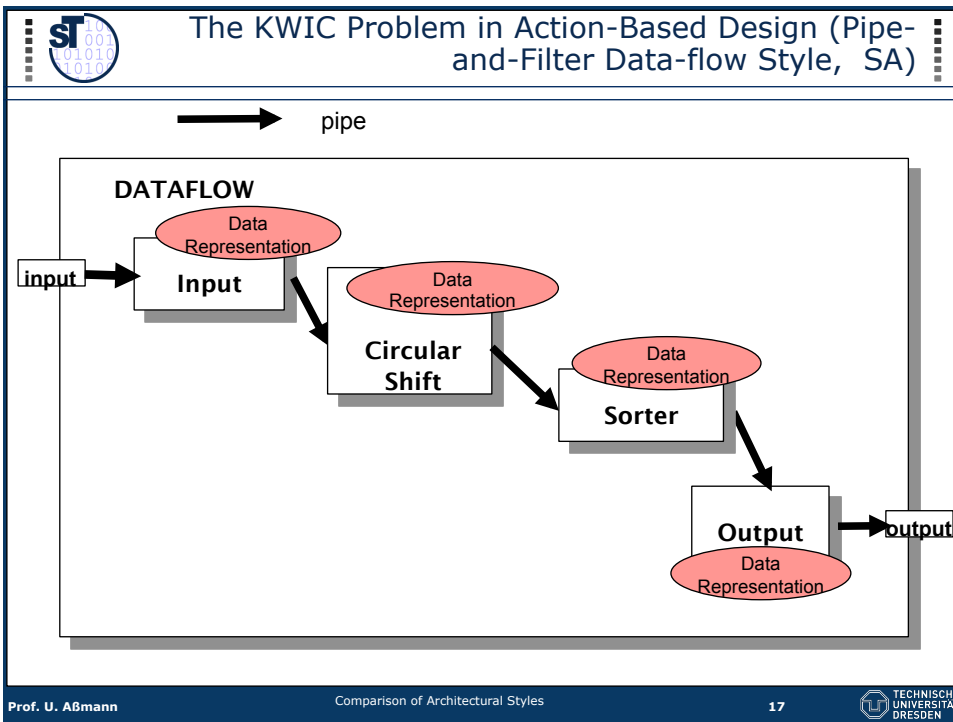 The KWIC Problem in Action-Based Design (Pipe-
and-Filter Data-flow Style, SA)
ST
pipe
DATAFLOW
Data
Representation
input
Input
Data
Representation
Circular
Shift
Data
Representation
Sorter
Output
output
Data
Representation
Prof. U. Aßmann
Comparison of Architectural Styles
17
TECHNISCH
UNIVERSITÄ
DRESDEN